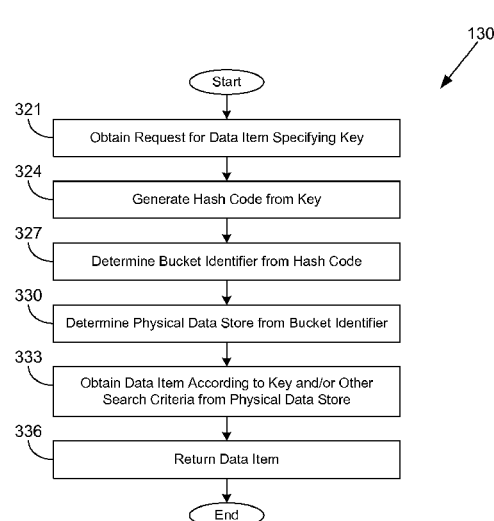 130
Start
321
Obtain Request for Data Item Specifying Key
324
Generate Hash Code from Key
327
Determine Bucket Identifier from Hash Code
330
Determine Physical Data Store from Bucket Identifier
333
Obtain Data Item According to Key and/or Other
Search Criteria from Physical Data Store
336
Return Data Item
End